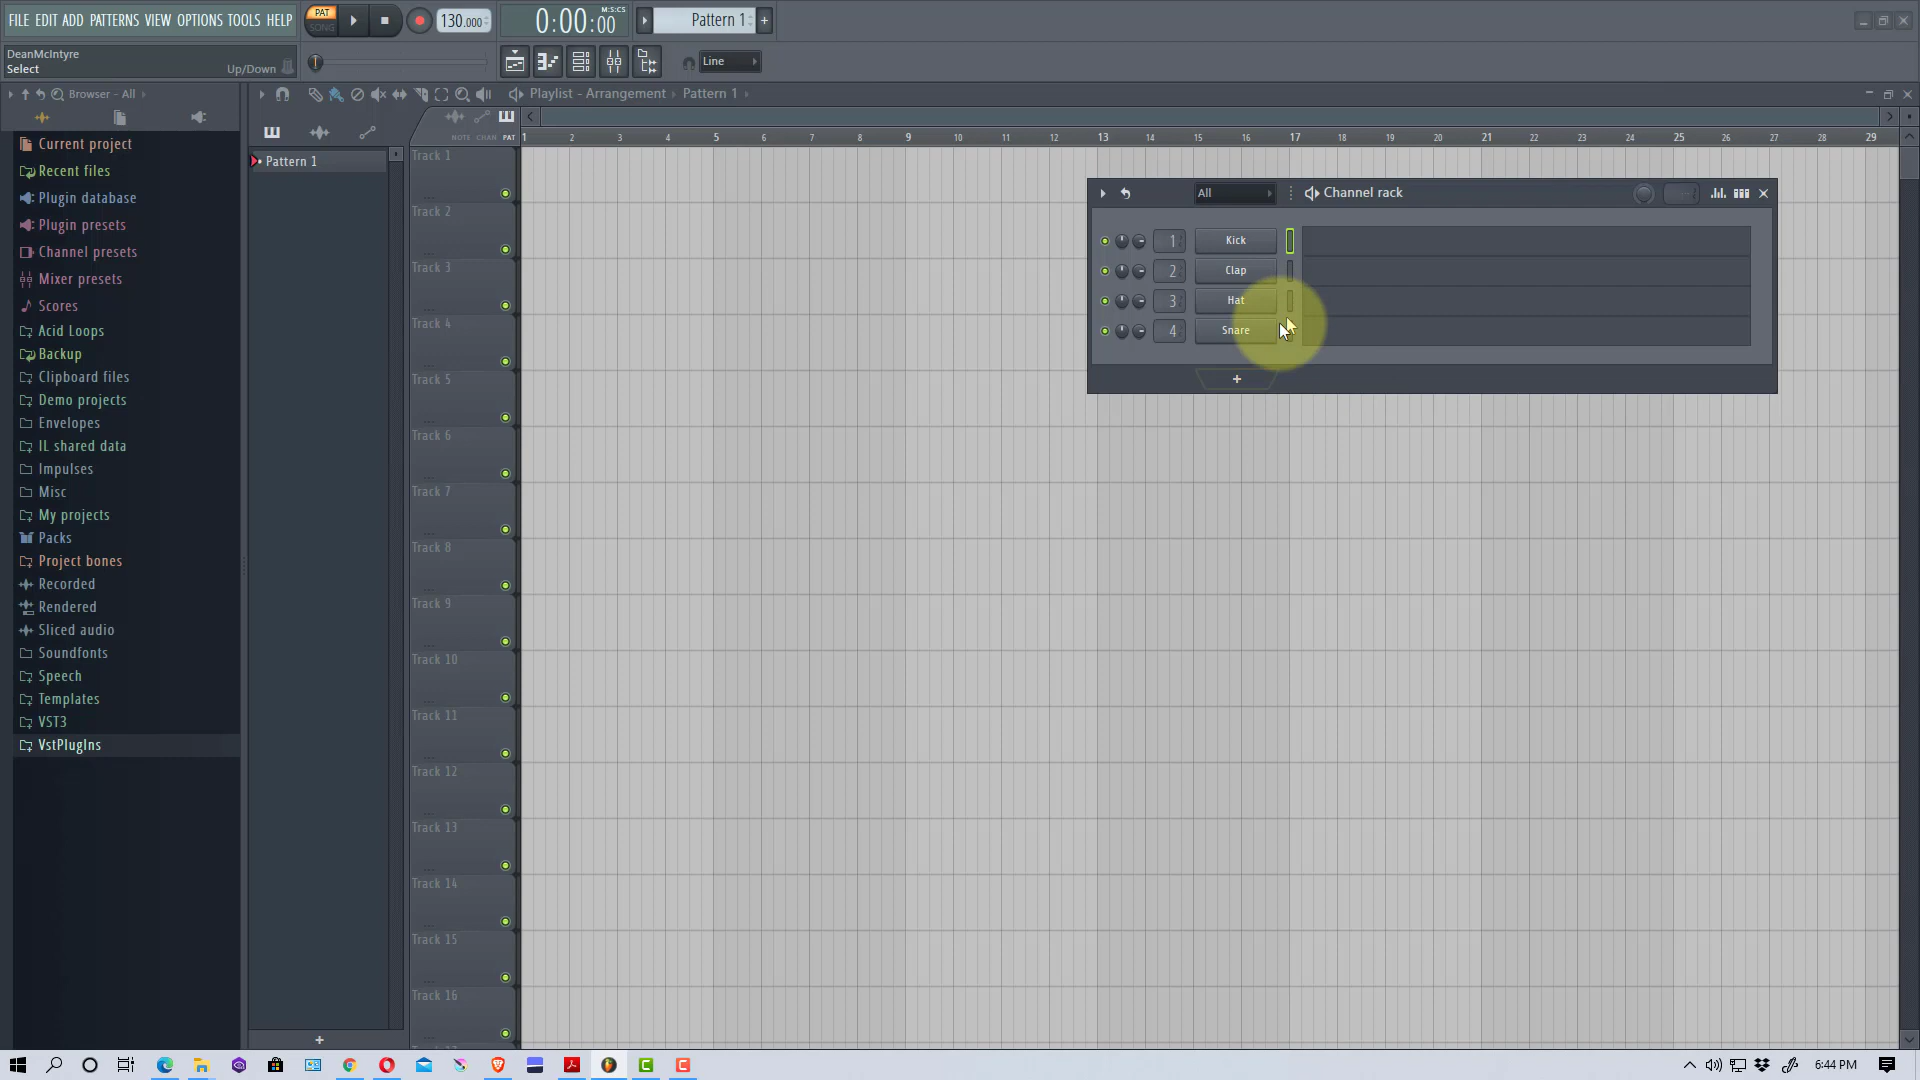 FILE EDIT ADD PATTERNS VIEW OPTIONS TOOLS HELP
PAT
SONG
130.000
0:00:00
M:S:CS
Pattern 1
+
DeanMcIntyre
Select
Up/Down
Line
Browser - All
Playlist - Arrangement › Pattern 1
NOTE CHAN PAT
1 2 3 4 5 6 7 8 9 10 11 12 13 14 15 16 17 18 19 20 21 22 23 24 25 26 27 28 29
Current project
Recent files
Plugin database
Plugin presets
Channel presets
Mixer presets
Scores
Acid Loops
Backup
Clipboard files
Demo projects
Envelopes
IL shared data
Impulses
Misc
My projects
Packs
Project bones
Recorded
Rendered
Sliced audio
Soundfonts
Speech
Templates
VST3
VstPlugIns
Pattern 1
+
Track 1
Track 2
Track 3
Track 4
Track 5
Track 6
Track 7
Track 8
Track 9
Track 10
Track 11
Track 12
Track 13
Track 14
Track 15
Track 16
All
Channel rack
1 Kick
2 Clap
3 Hat
4 Snare
+
6:44 PM